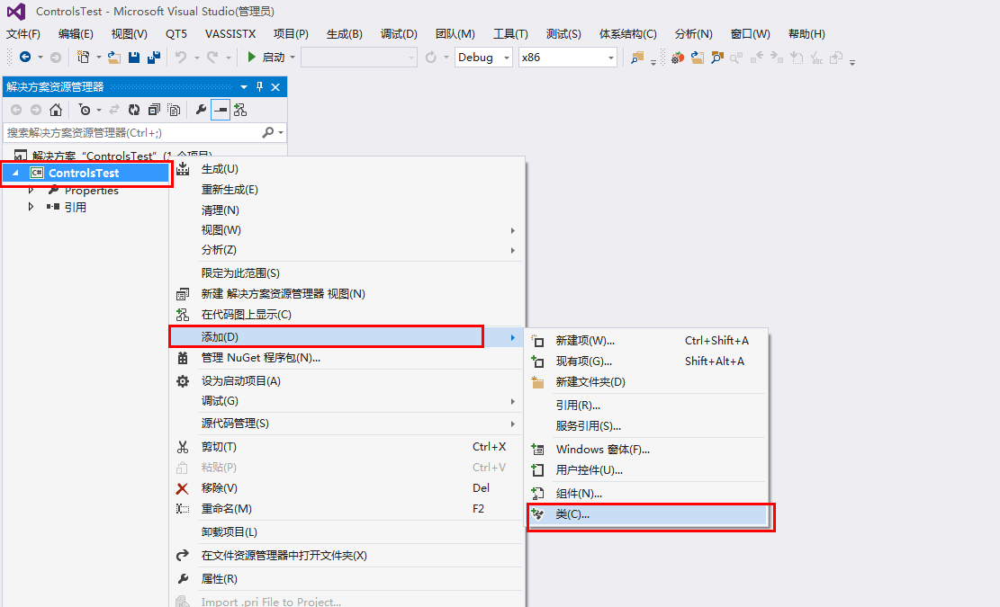 ControlsTest - Microsoft Visual Studio(管理员)
文件(F) 编辑(E) 视图(V) QT5 VASSISTX 项目(P) 生成(B) 调试(D) 团队(M) 工具(T) 测试(S) 体系结构(C) 分析(N) 窗口(W) 帮助(H)
启动 Debug x86
解决方案资源管理器
搜索解决方案资源管理器(Ctrl+;)
解决方案 "ControlsTest" (1 个项目)
C# ControlsTest
Properties
引用
生成(U)
重新生成(E)
清理(N)
视图(W)
分析(Z)
限定为此范围(S)
新建 解决方案资源管理器 视图(N)
在代码图上显示(C)
添加(D)
管理 NuGet 程序包(N)...
设为启动项目(A)
调试(G)
源代码管理(S)
剪切(T) Ctrl+X
粘贴(P) Ctrl+V
移除(V) Del
重命名(M) F2
卸载项目(L)
在文件资源管理器中打开文件夹(X)
属性(R)
Import .pri File to Project...
新建项(W)... Ctrl+Shift+A
现有项(G)... Shift+Alt+A
新建文件夹(D)
引用(R)...
服务引用(S)...
Windows 窗体(F)...
用户控件(U)...
组件(N)...
类(C)...